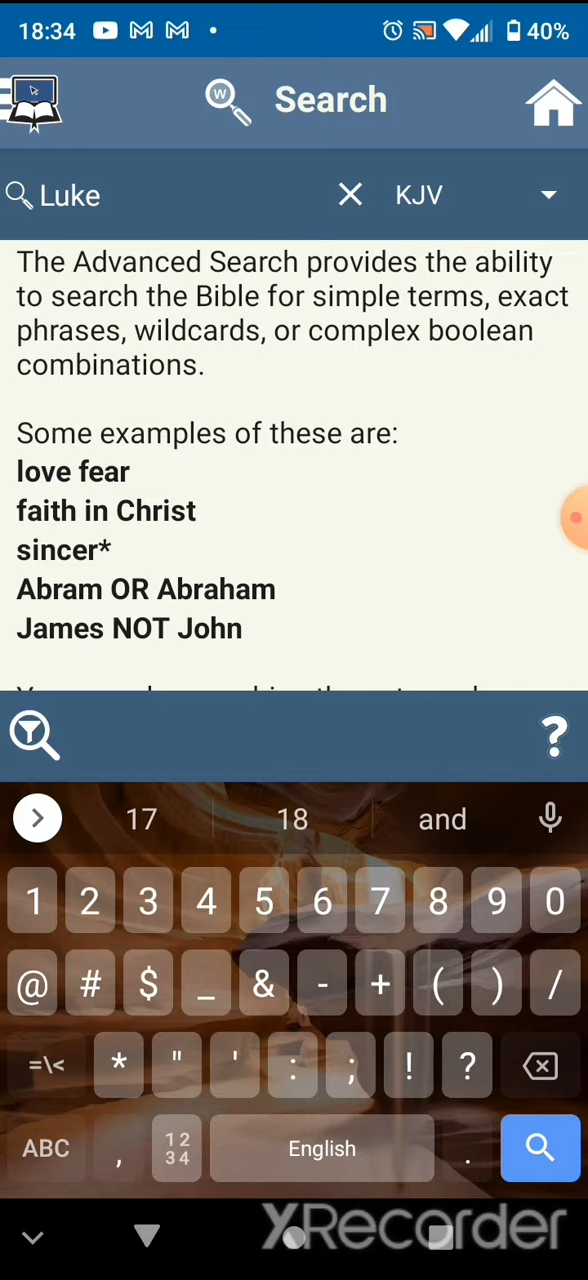 18:34 40%
W Search
Luke KJV
The Advanced Search provides the ability
to search the Bible for simple terms, exact
phrases, wildcards, or complex boolean
combinations.
Some examples of these are:
love fear
faith in Christ
sincer*
Abram OR Abraham
James NOT John
?
17 18 and
1 2 3 4 5 6 7 8 9 0
@ # $ _ & - + ( ) /
=\< * " ' : ; ! ?
ABC , 12 34 English .
XRecorder